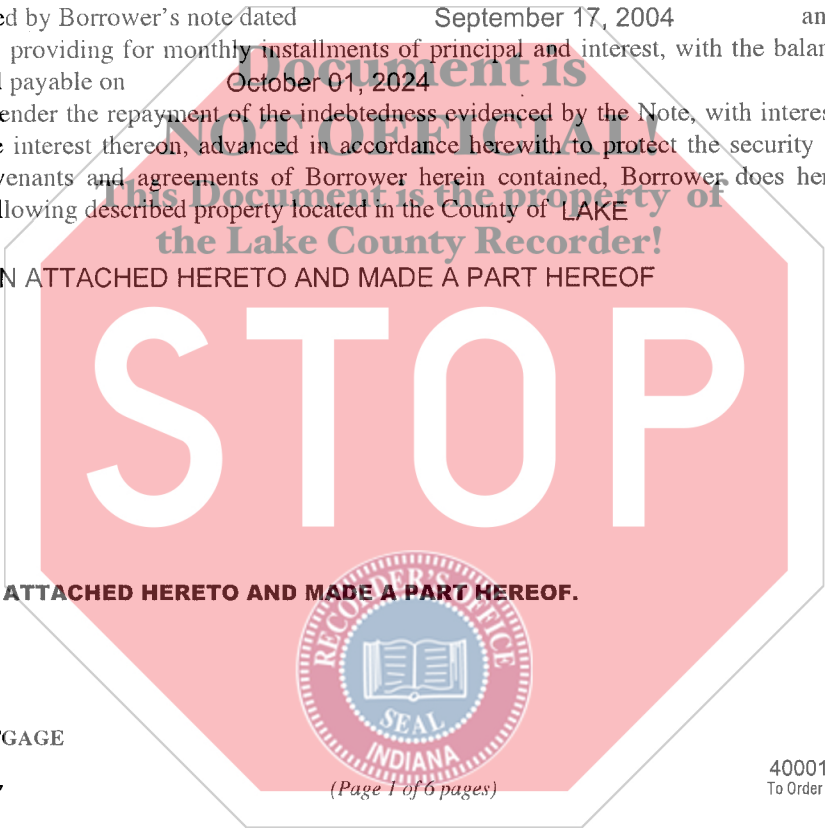 ed by Borrower's note dated September 17, 2004 an
providing for monthly installments of principal and interest, with the balan
Document is
payable on October 01, 2024
ender the repayment of the indebtedness evidenced by the Note, with interes
NOT OFFICIAL!
interest thereon, advanced in accordance herewith to protect the security
venants and agreements of Borrower herein contained, Borrower does her
This Document is the property of
llowing described property located in the County of LAKE
the Lake County Recorder!
N ATTACHED HERETO AND MADE A PART HEREOF
STOP
ATTACHED HERETO AND MADE A PART HEREOF.
RECORDER'S OFFICE
SEAL
INDIANA
TGAGE
40001
(Page 1 of 6 pages)
To Order